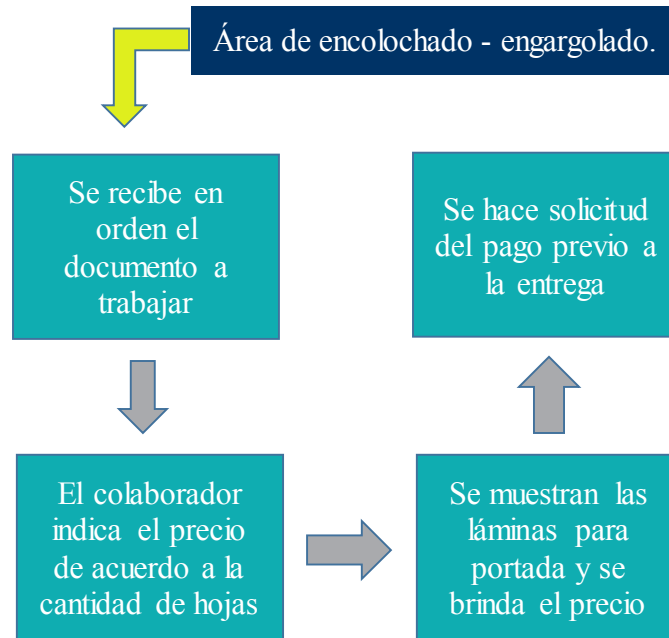 Área de encolochado - engargolado.
Se recibe en
orden el
documento a
trabajar
El colaborador
indica el precio
de acuerdo a la
cantidad de hojas
Se muestran las
láminas para
portada y se
brinda el precio
Se hace solicitud
del pago previo a
la entrega